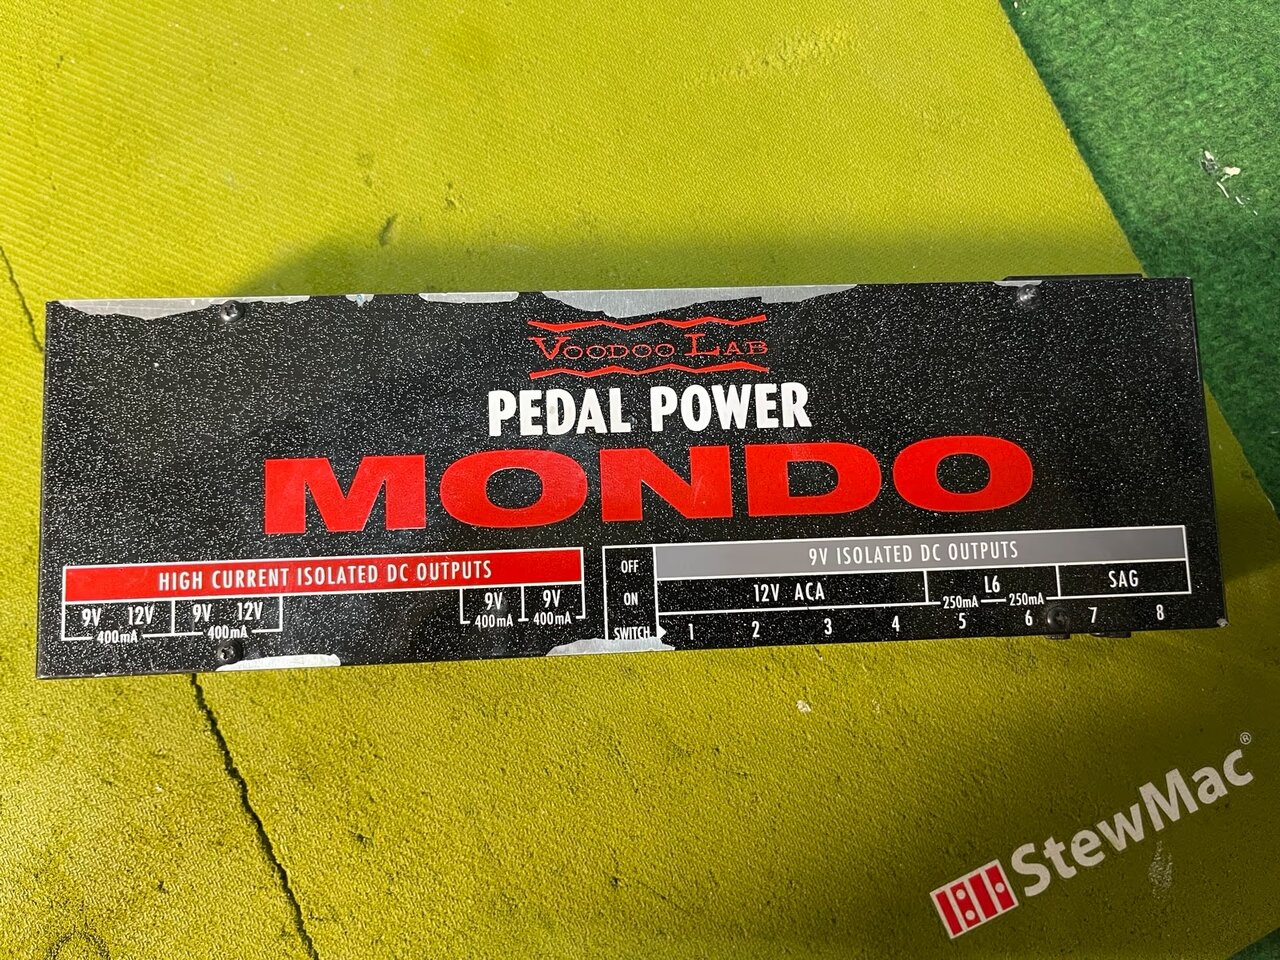 VOODOO LAB
PEDAL POWER
MONDO
HIGH CURRENT ISOLATED DC OUTPUTS
9V 12V 9V 12V 9V 9V
400mA 400mA 400mA 400mA
OFF 9V ISOLATED DC OUTPUTS
ON 12V ACA L6 SAG
250mA 250mA
SWITCH 1 2 3 4 5 6 7 8
StewMac®